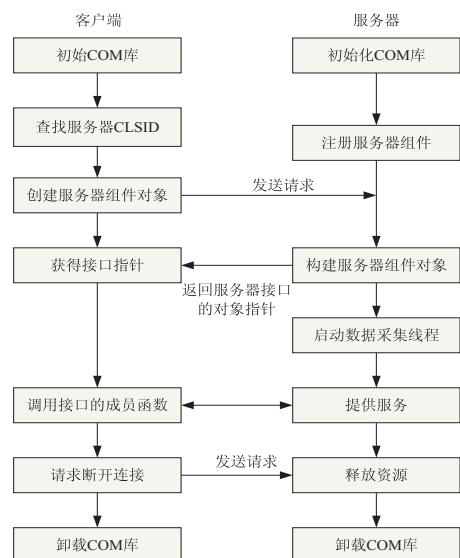 客户端
服务器
初始COM库
初始化COM库
查找服务器CLSID
注册服务器组件
创建服务器组件对象
发送请求
获得接口指针
构建服务器组件对象
返回服务器接口
的对象指针
启动数据采集线程
调用接口的成员函数
提供服务
请求断开连接
发送请求
释放资源
卸载COM库
卸载COM库